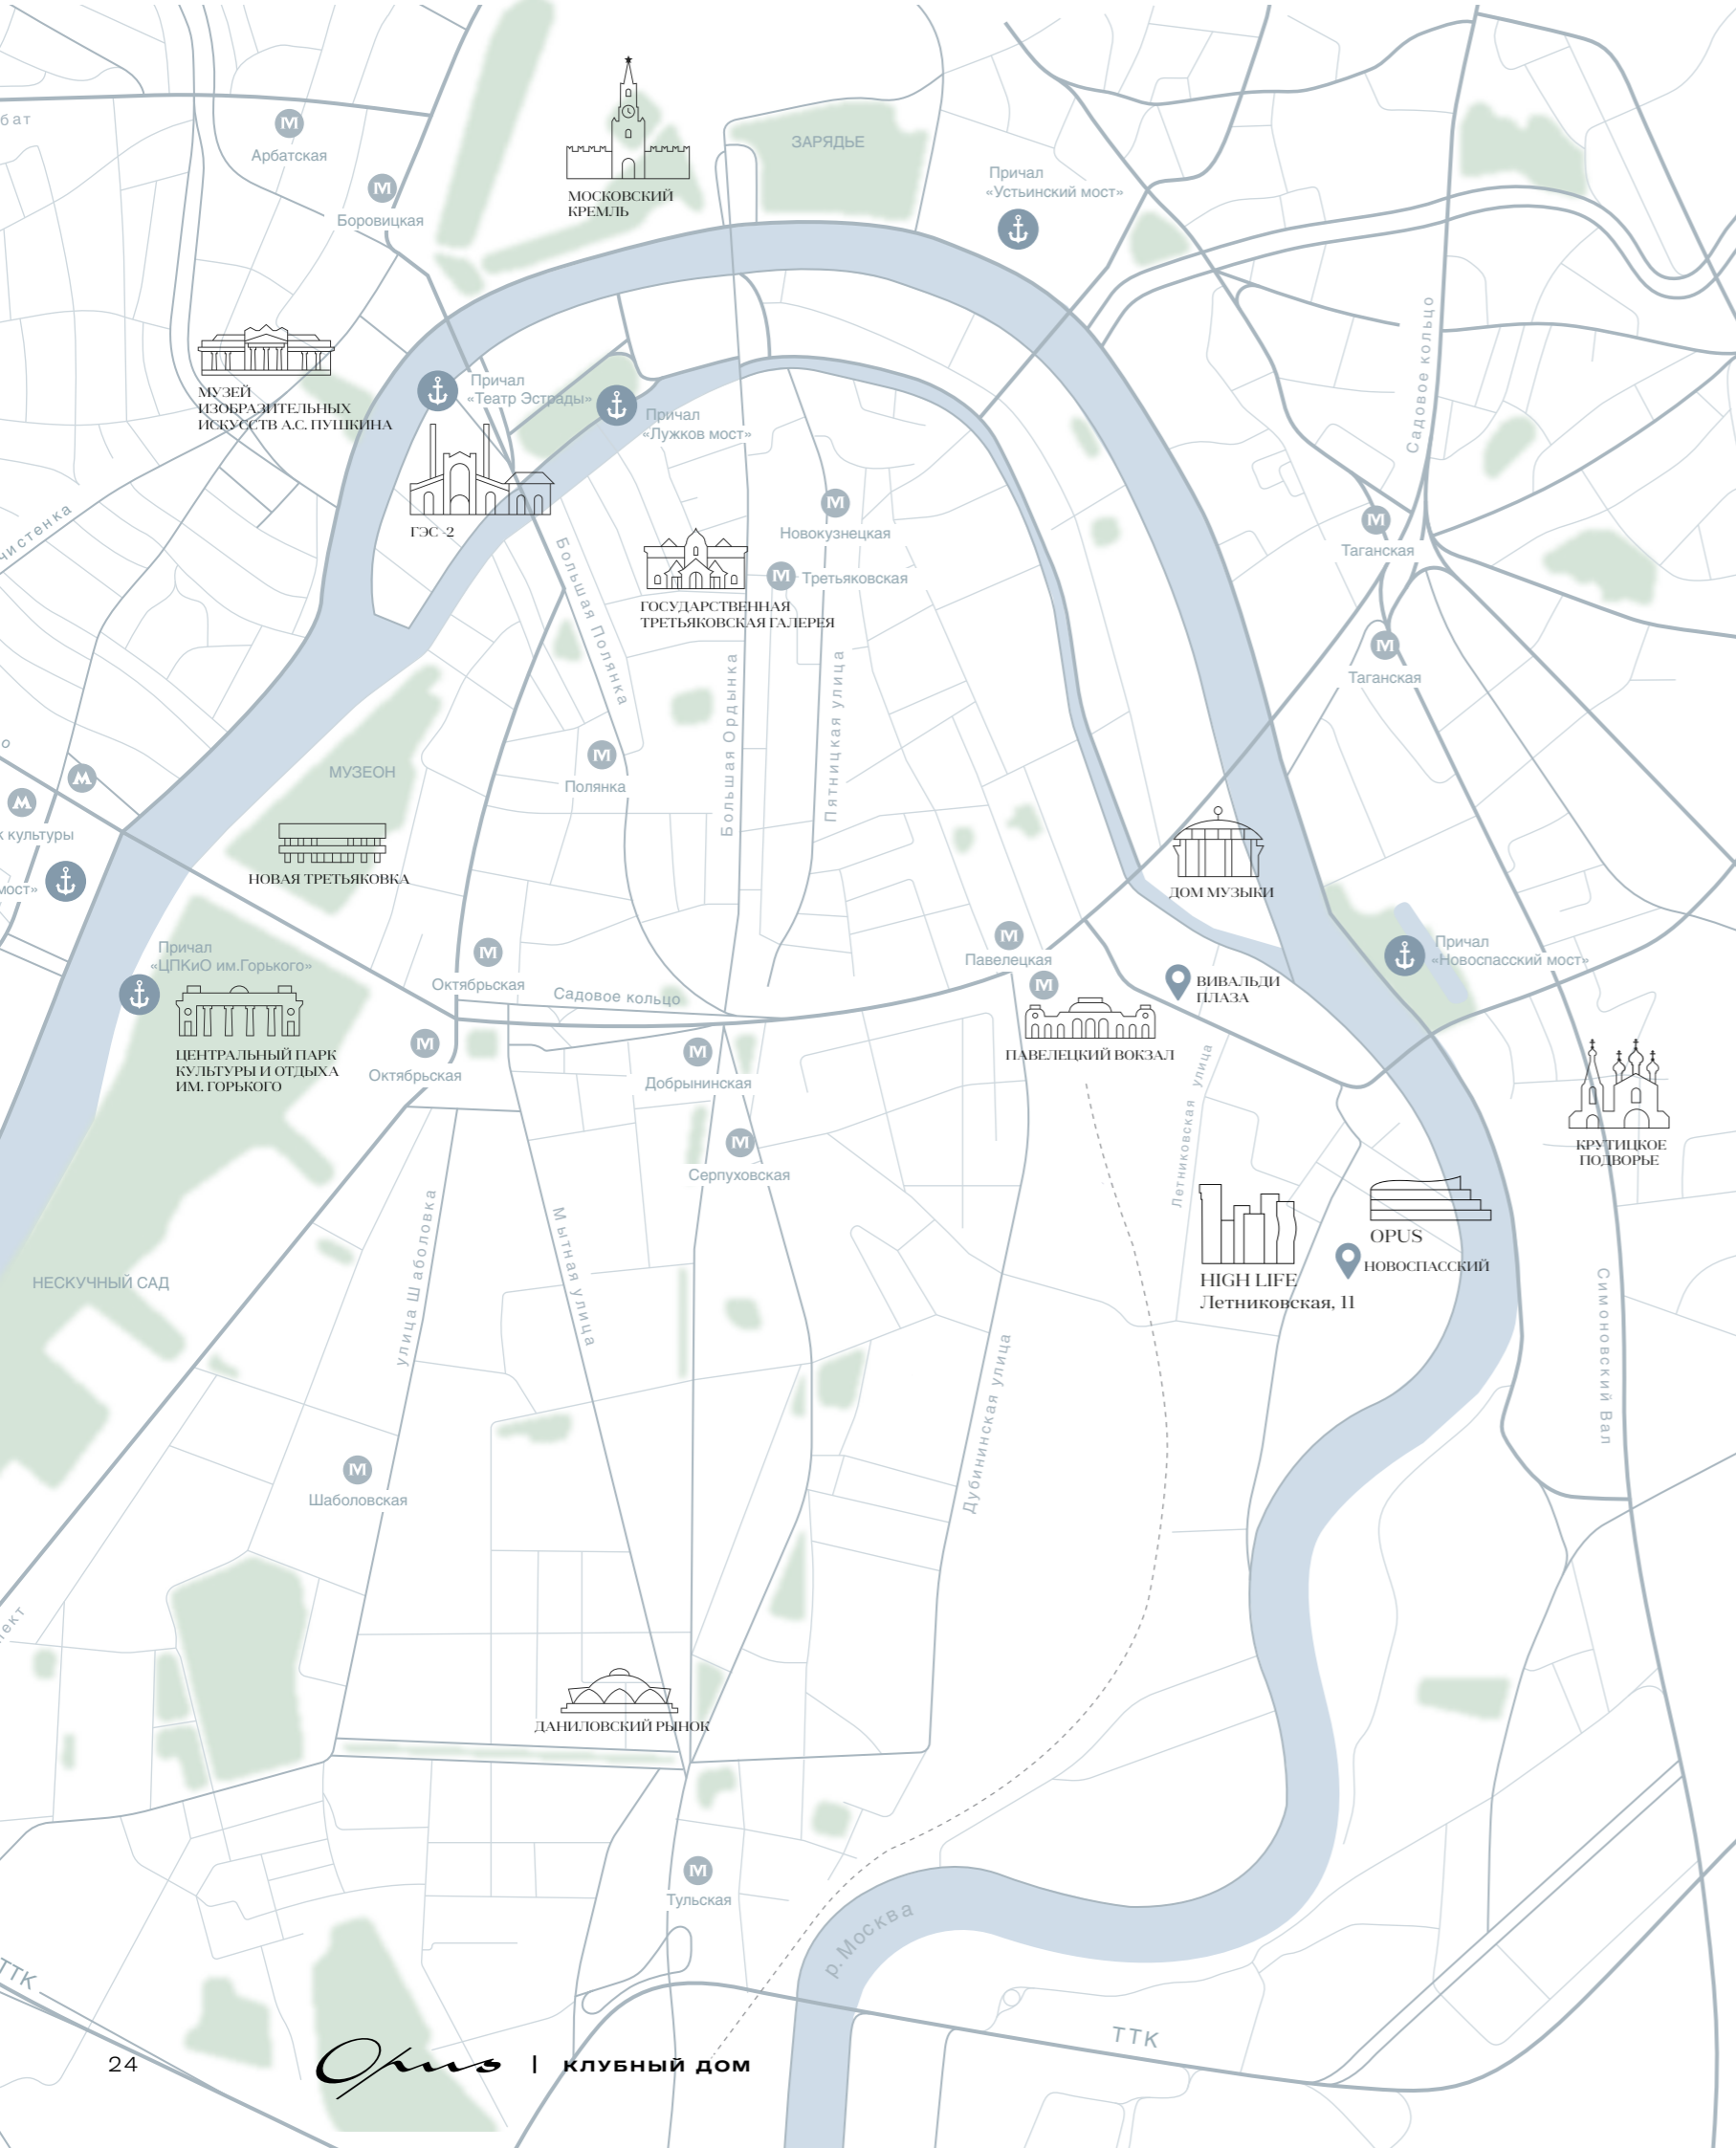 бат
Арбатская
Боровицкая
МОСКОВСКИЙ
КРЕМЛЬ
ЗАРЯДЬЕ
Причал
«Устьинский мост»
Садовое кольцо
МУЗЕЙ
ИЗОБРАЗИТЕЛЬНЫХ
ИСКУССТВ А.С. ПУШКИНА
Причал
«Театр Эстрады»
Причал
«Лужков мост»
чистенка
ГЭС -2
Новокузнецкая
Таганская
Третьяковская
ГОСУДАРСТВЕННАЯ
ТРЕТЬЯКОВСКАЯ ГАЛЕРЕЯ
Большая Полянка
Большая Ордынка
Пятницкая улица
Таганская
о
МУЗЕОН
Полянка
к культуры
НОВАЯ ТРЕТЬЯКОВКА
мост»
ДОМ МУЗЫКИ
Причал
«ЦПКиО им.Горького»
Октябрьская
Садовое кольцо
Павелецкая
Причал
«Новоспасский мост»
ВИВАЛЬДИ
ПЛАЗА
ЦЕНТРАЛЬНЫЙ ПАРК
КУЛЬТУРЫ И ОТДЫХА
ИМ. ГОРЬКОГО
Октябрьская
Добрынинская
ПАВЕЛЕЦКИЙ ВОКЗАЛ
Летниковская улица
КРУТИЦКОЕ
ПОДВОРЬЕ
Серпуховская
улица Шаболовка
Мытная улица
OPUS
НОВОСПАССКИЙ
HIGH LIFE
Летниковская, 11
НЕСКУЧНЫЙ САД
Симоновский Вал
Дубининская улица
Шаболовская
пект
ДАНИЛОВСКИЙ РЫНОК
Тульская
р. Москва
ТТК
ТТК
24
Opus | КЛУБНЫЙ ДОМ